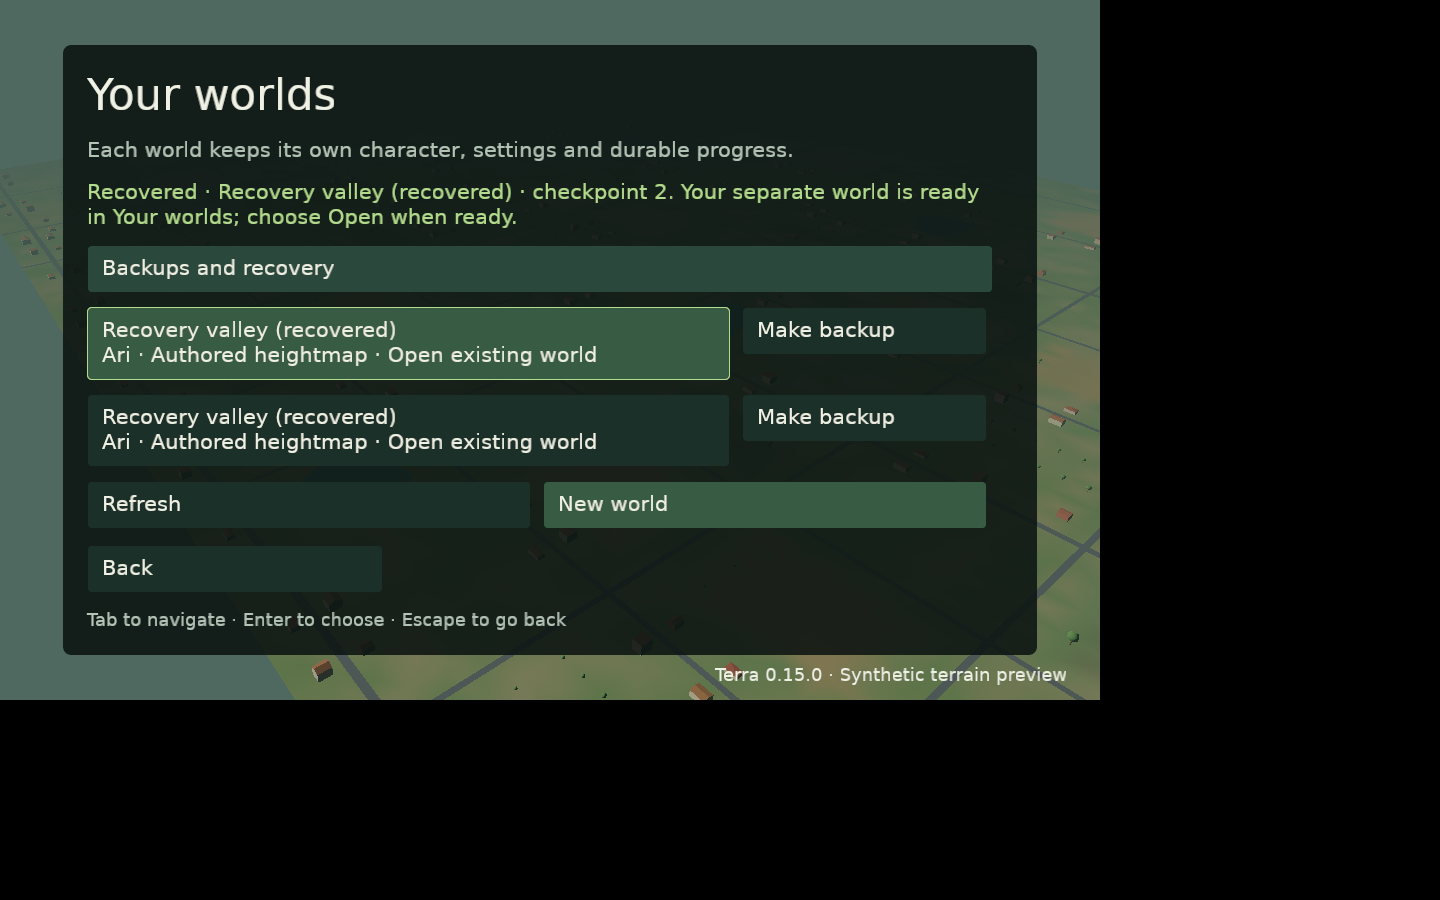 Your worlds
Each world keeps its own character, settings and durable progress.
Recovered · Recovery valley (recovered) · checkpoint 2. Your separate world is ready
in Your worlds; choose Open when ready.
Backups and recovery
Recovery valley (recovered)
Ari · Authored heightmap · Open existing world
Make backup
Recovery valley (recovered)
Ari · Authored heightmap · Open existing world
Make backup
Refresh
New world
Back
Tab to navigate · Enter to choose · Escape to go back
Terra 0.15.0 · Synthetic terrain preview